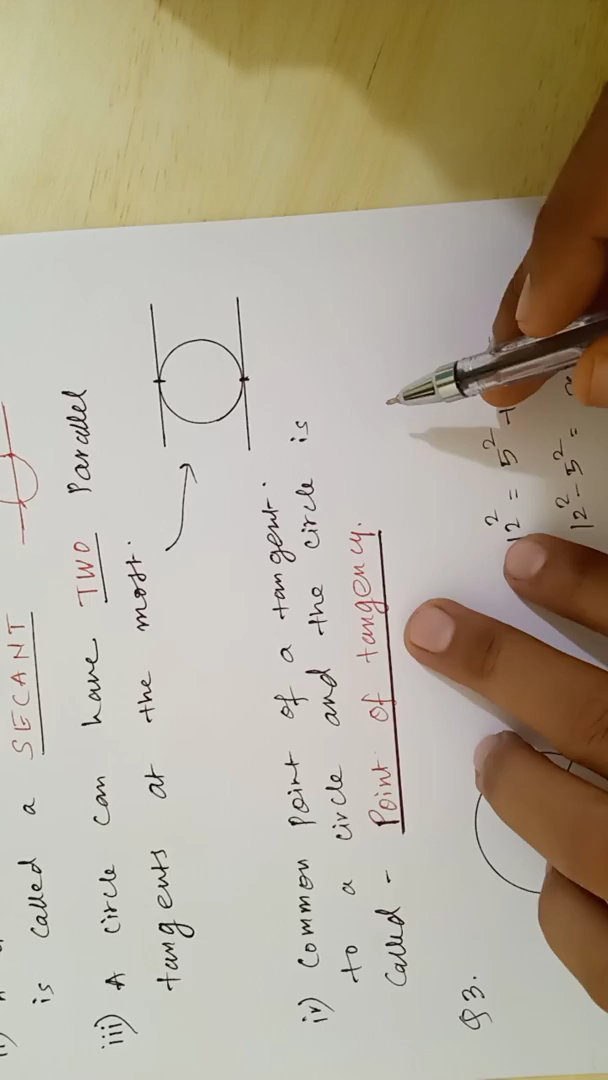 is called a SECANT
iii) A circle can have TWO Parallel
tangents at the most.
iv) Common point of a tangent.
to a circle and the circle is
called - Point of tangency.
Q3.
12² = 5² +
12² - 5² =